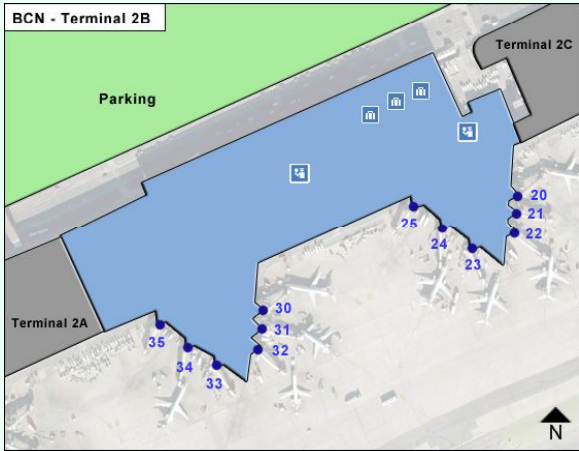 BCN - Terminal 2B
Terminal 2C
Parking
20
25
21
24
22
23
30
Terminal 2A
31
35
34
32
33
N